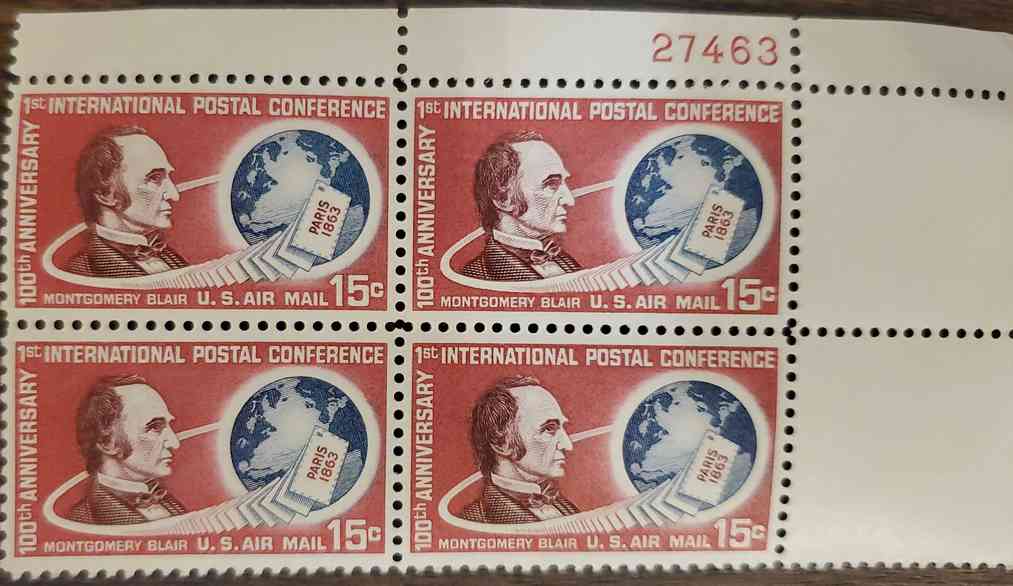 27463
1st INTERNATIONAL POSTAL CONFERENCE
100th ANNIVERSARY
PARIS
1863
MONTGOMERY BLAIR U.S. AIR MAIL 15c
1st INTERNATIONAL POSTAL CONFERENCE
100th ANNIVERSARY
PARIS
1863
MONTGOMERY BLAIR U.S. AIR MAIL 15c
1st INTERNATIONAL POSTAL CONFERENCE
100th ANNIVERSARY
PARIS
1863
MONTGOMERY BLAIR U.S. AIR MAIL 15c
1st INTERNATIONAL POSTAL CONFERENCE
100th ANNIVERSARY
PARIS
1863
MONTGOMERY BLAIR U.S. AIR MAIL 15c